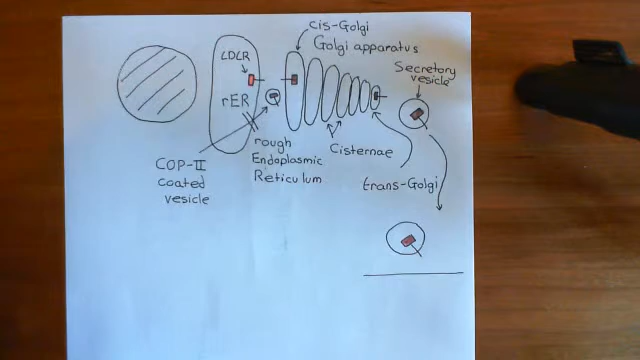 cis-Golgi
Golgi apparatus
LDLR
Secretory
vesicle
rER
rough
Endoplasmic
Reticulum
Cisternae
COP-II
coated
vesicle
trans-Golgi